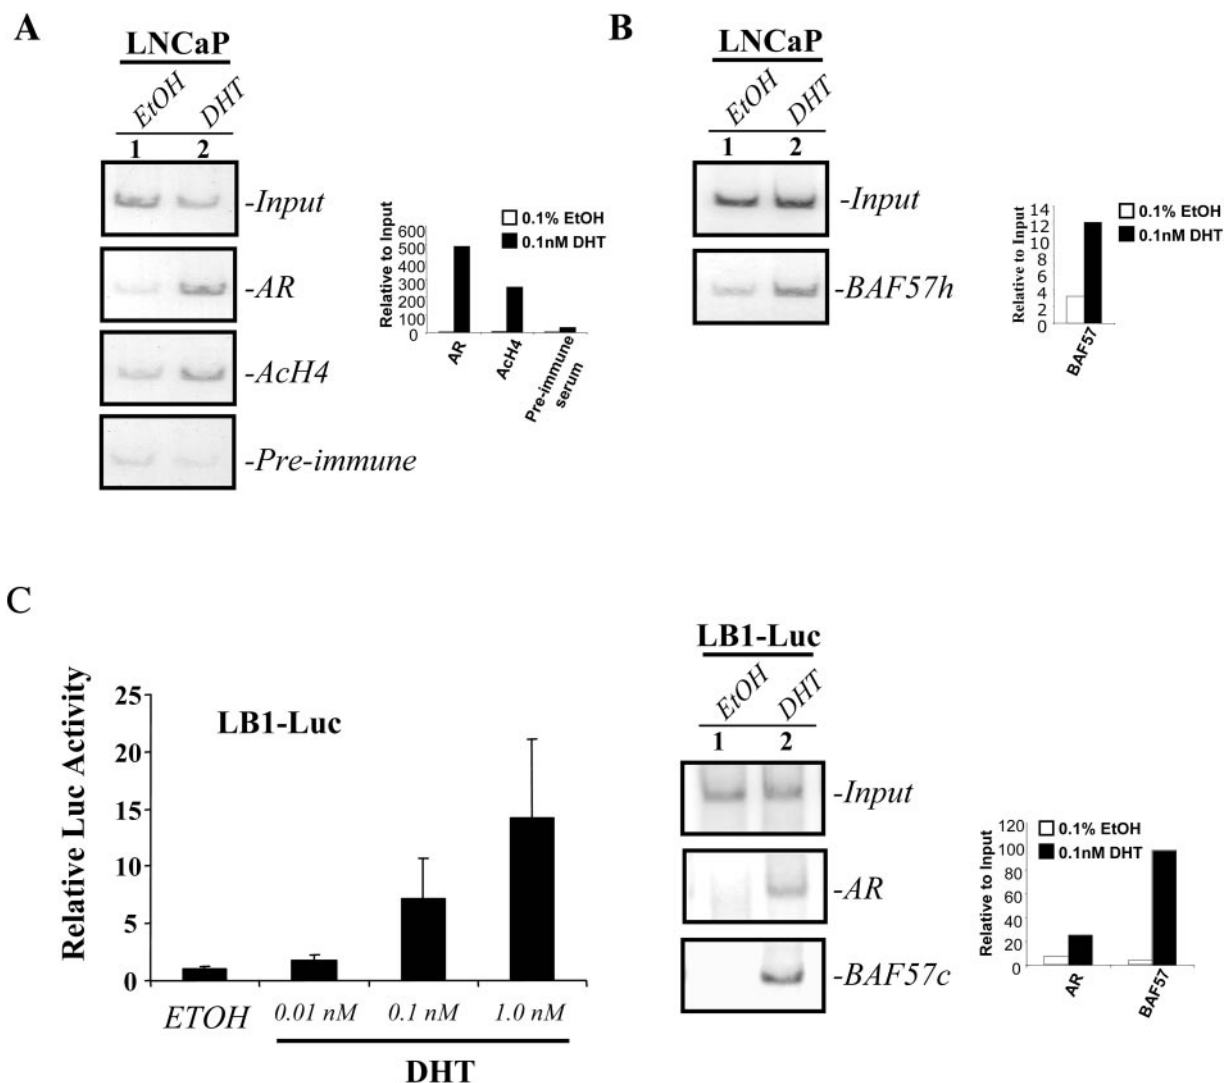 A
LNCaP
EtOH DHT
1 2
-Input
-AR
-AcH4
-Pre-immune
Relative to Input
600
500
400
300
200
100
0
0.1% EtOH
0.1nM DHT
AR
AcH4
Pre-immune
serum
B
LNCaP
EtOH DHT
1 2
-Input
-BAF57h
Relative to Input
14
12
10
8
6
4
2
0
0.1% EtOH
0.1nM DHT
BAF57
C
Relative Luc Activity
25
20
15
10
5
0
LB1-Luc
ETOH 0.01 nM 0.1 nM 1.0 nM
DHT
LB1-Luc
EtOH DHT
1 2
-Input
-AR
-BAF57c
Relative to Input
120
100
80
60
40
20
0
0.1% EtOH
0.1nM DHT
AR
BAF57